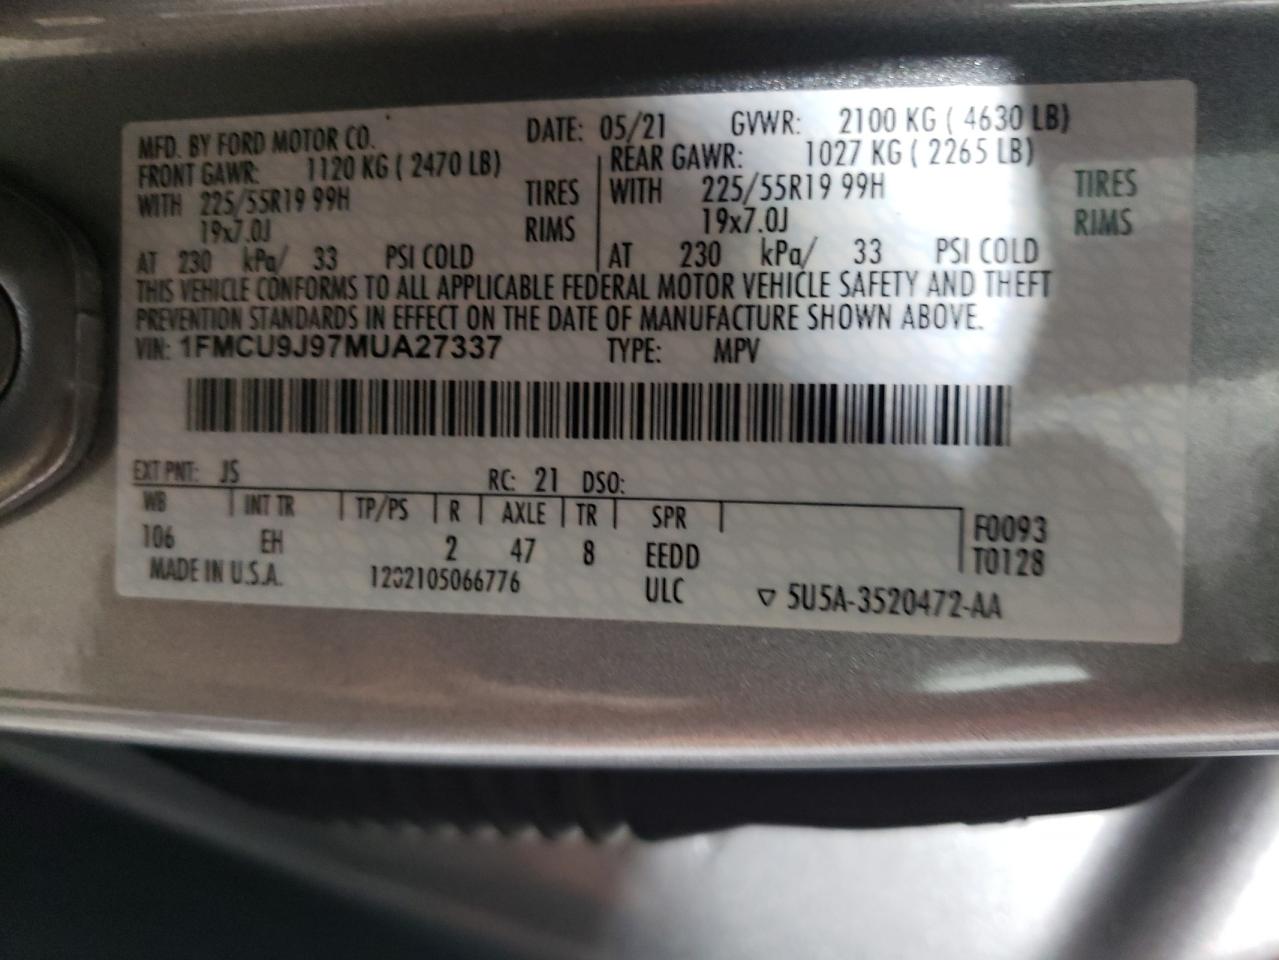 MFD. BY FORD MOTOR CO. DATE: 05/21 GVWR: 2100 KG ( 4630 LB)
FRONT GAWR: 1120 KG ( 2470 LB) REAR GAWR: 1027 KG ( 2265 LB)
WITH 225/55R19 99H TIRES WITH 225/55R19 99H TIRES
19x7.0J RIMS 19x7.0J RIMS
AT 230 kPa/ 33 PSI COLD AT 230 kPa/ 33 PSI COLD
THIS VEHICLE CONFORMS TO ALL APPLICABLE FEDERAL MOTOR VEHICLE SAFETY AND THEFT
PREVENTION STANDARDS IN EFFECT ON THE DATE OF MANUFACTURE SHOWN ABOVE.
VIN: 1FMCU9J97MUA27337 TYPE: MPV
EXT PNT: JS RC: 21 DSO:
WB INT TR TP/PS R AXLE TR SPR F0093
106 EH 2 47 8 EEDD T0128
MADE IN U.S.A. 1202105066776 ULC ▽ 5U5A-3520472-AA